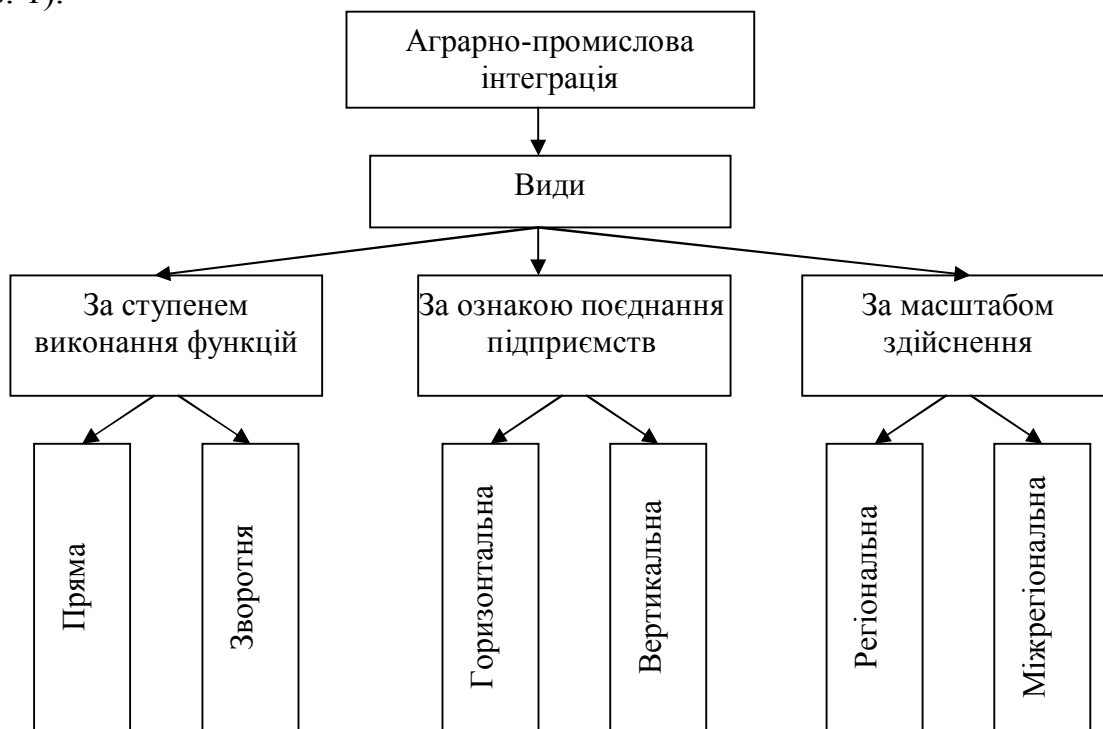 1).
Аграрно-промислова
інтеграція
Види
За ступенем
виконання функцій
За ознакою поєднання
підприємств
За масштабом
здійснення
Пряма
Зворотня
Горизонтальна
Вертикальна
Регіональна
Міжрегіональна